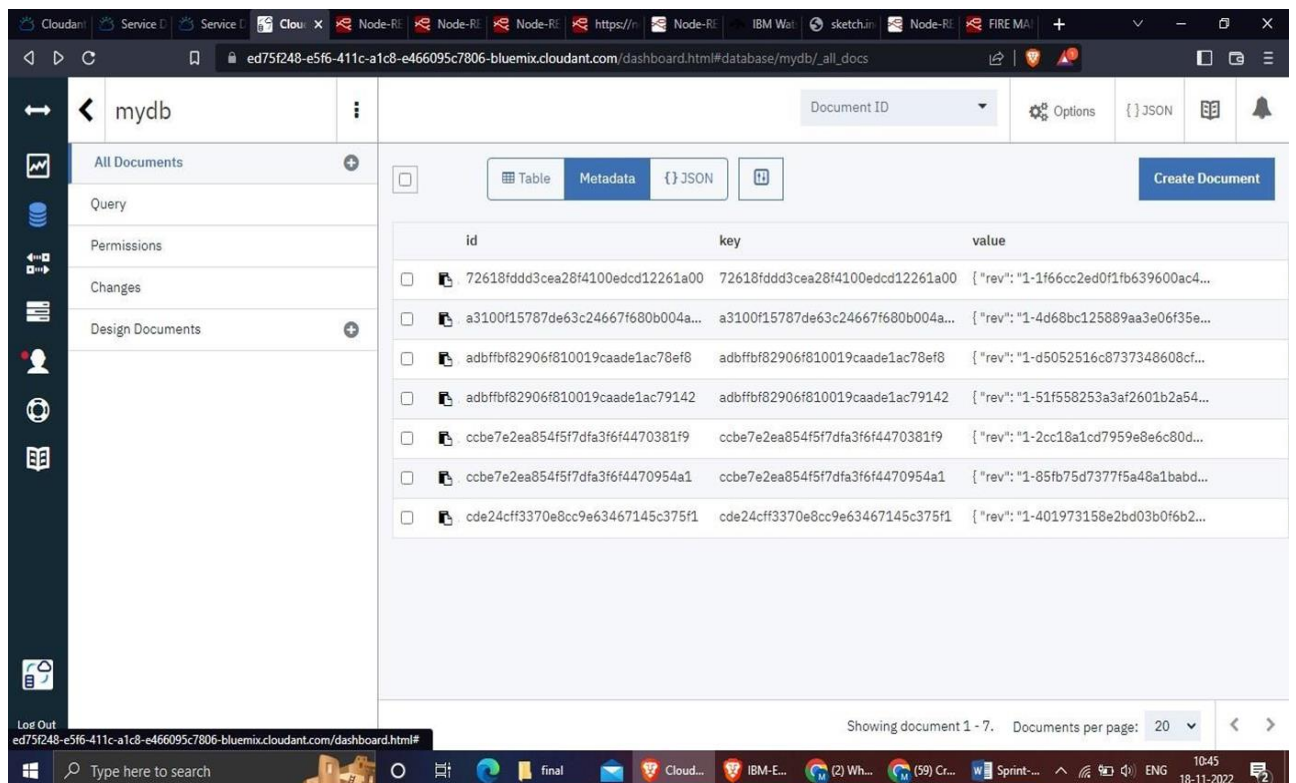 Cloudant Service D Service D Clou X Node-RE Node-RE Node-RE https://n Node-RE IBM Wat sketch.in Node-RE FIRE MA +
ed75f248-e5f6-411c-a1c8-e466095c7806-bluemix.cloudant.com/dashboard.html#database/mydb/_all_docs
mydb
Document ID
Options
{ } JSON
All Documents
Query
Permissions
Changes
Design Documents
Table
Metadata
{ } JSON
Create Document
id key value
72618fddd3cea28f4100edcd12261a00 72618fddd3cea28f4100edcd12261a00 { "rev": "1-1f66cc2ed0f1fb639600ac4...
a3100f15787de63c24667f680b004a... a3100f15787de63c24667f680b004a... { "rev": "1-4d68bc125889aa3e06f35e...
adbffbf82906f810019caade1ac78ef8 adbffbf82906f810019caade1ac78ef8 { "rev": "1-d5052516c8737348608cf...
adbffbf82906f810019caade1ac79142 adbffbf82906f810019caade1ac79142 { "rev": "1-51f558253a3af2601b2a54...
ccbe7e2ea854f5f7dfa3f6f4470381f9 ccbe7e2ea854f5f7dfa3f6f4470381f9 { "rev": "1-2cc18a1cd7959e8e6c80d...
ccbe7e2ea854f5f7dfa3f6f4470954a1 ccbe7e2ea854f5f7dfa3f6f4470954a1 { "rev": "1-85fb75d7377f5a48a1babd...
cde24cff3370e8cc9e63467145c375f1 cde24cff3370e8cc9e63467145c375f1 { "rev": "1-401973158e2bd03b0f6b2...
Showing document 1 - 7. Documents per page: 20
Log Out
ed75f248-e5f6-411c-a1c8-e466095c7806-bluemix.cloudant.com/dashboard.html#
Type here to search
final Cloud... IBM-E... (2) Wh... (59) Cr... Sprint-... ENG
10:45
18-11-2022
2